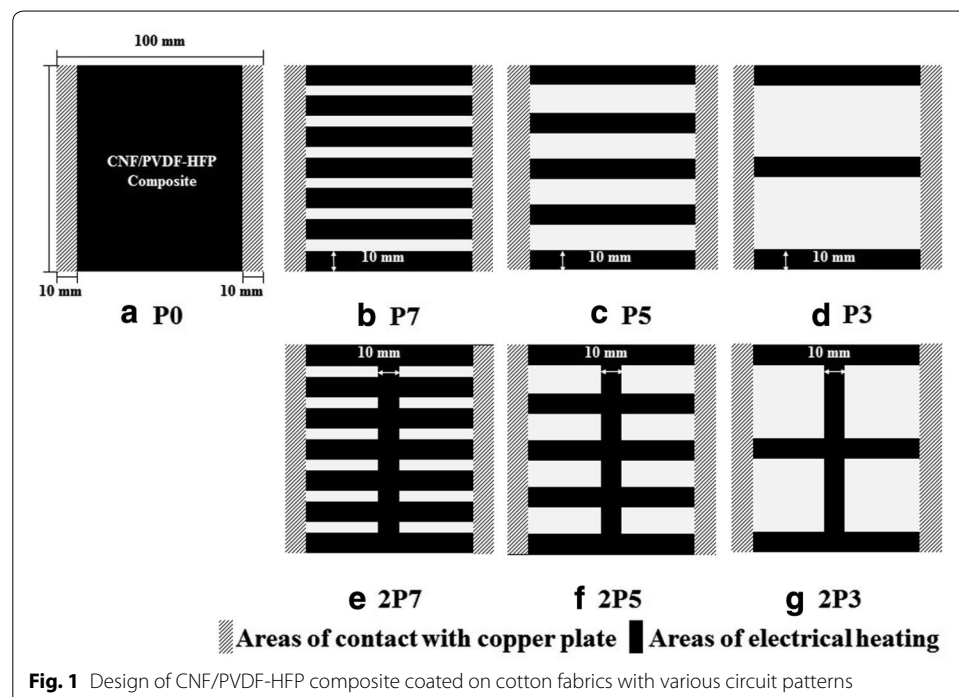 100 mm
CNF/PVDF-HFP
Composite
10 mm
10 mm
10 mm
10 mm
10 mm
a P0
b P7
c P5
d P3
10 mm
10 mm
10 mm
e 2P7
f 2P5
g 2P3
Areas of contact with copper plate
Areas of electrical heating
Fig. 1 Design of CNF/PVDF-HFP composite coated on cotton fabrics with various circuit patterns